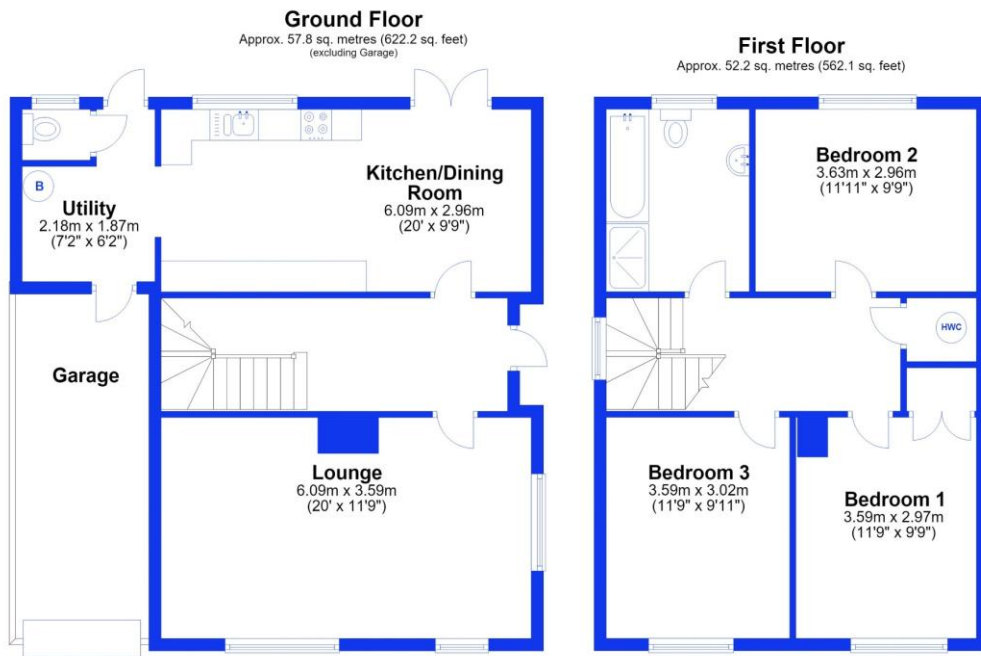 Ground Floor
Approx. 57.8 sq. metres (622.2 sq. feet)
(excluding Garage)
B
Utility
2.18m x 1.87m
(7'2" x 6'2")
Kitchen/Dining
Room
6.09m x 2.96m
(20' x 9'9")
Garage
Lounge
6.09m x 3.59m
(20' x 11'9")
First Floor
Approx. 52.2 sq. metres (562.1 sq. feet)
Bedroom 2
3.63m x 2.96m
(11'11" x 9'9")
HWC
Bedroom 3
3.59m x 3.02m
(11'9" x 9'11")
Bedroom 1
3.59m x 2.97m
(11'9" x 9'9")